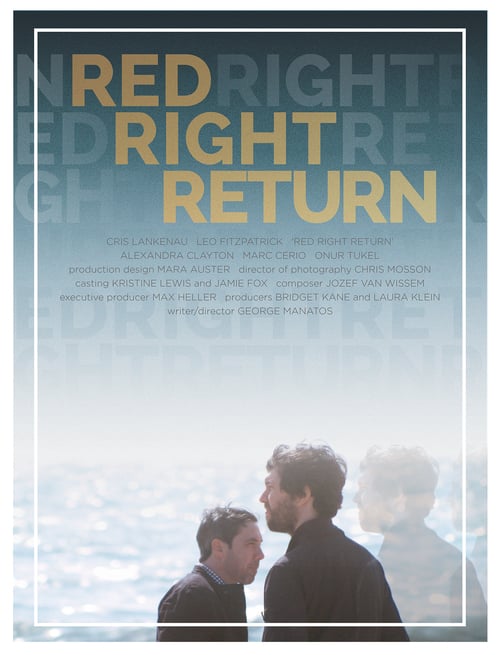 RED
RIGHT
RETURN
CRIS LANKENAU LEO FITZPATRICK 'RED RIGHT RETURN'
ALEXANDRA CLAYTON MARC CERIO ONUR TUKEL
production design MARA AUSTER director of photography CHRIS MOSSON
casting KRISTINE LEWIS and JAMIE FOX composer JOZEF VAN WISSEM
executive producer MAX HELLER producers BRIDGET KANE and LAURA KLEIN
writer/director GEORGE MANATOS